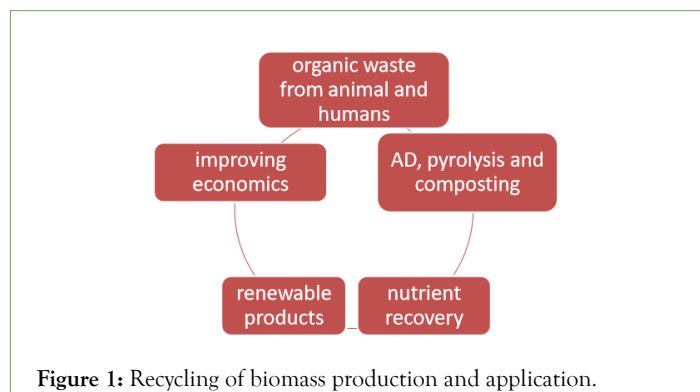 organic waste
from animal and
humans
AD, pyrolysis and
composting
nutrient
recovery
renewable
products
improving
economics
Figure 1: Recycling of biomass production and application.